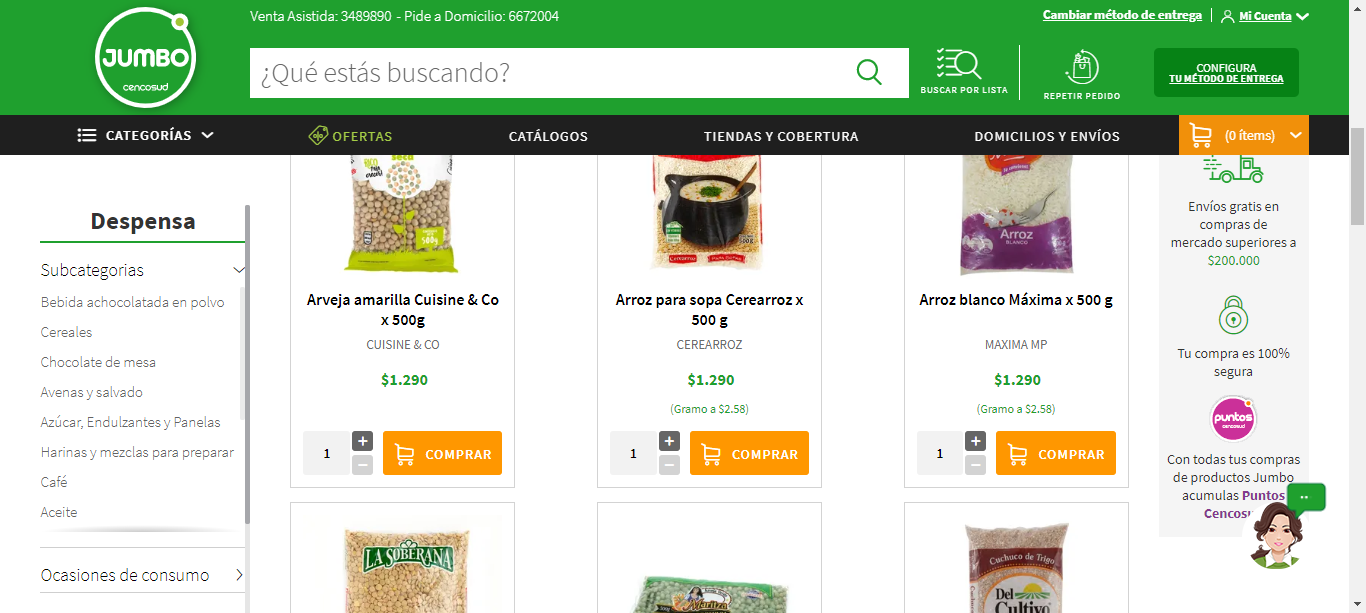 Venta Asistida: 3489890 - Pide a Domicilio: 6672004
Cambiar método de entrega
Mi Cuenta
JUMBO
cencosud
¿Qué estás buscando?
BUSCAR POR LISTA
REPETIR PEDIDO
CONFIGURA
TU MÉTODO DE ENTREGA
CATEGORÍAS
OFERTAS
CATÁLOGOS
TIENDAS Y COBERTURA
DOMICILIOS Y ENVÍOS
(0 ítems)
Despensa
Subcategorias
Bebida achocolatada en polvo
Cereales
Chocolate de mesa
Avenas y salvado
Azúcar, Endulzantes y Panelas
Harinas y mezclas para preparar
Café
Aceite
Ocasiones de consumo
seca
500g
Arveja amarilla Cuisine & Co
x 500g
CUISINE & CO
$1.290
1
+
–
COMPRAR
500g
Arroz para sopa Cerearroz x
500 g
CEREARROZ
$1.290
(Gramo a $2.58)
1
+
–
COMPRAR
Arroz
BLANCO
Arroz blanco Máxima x 500 g
MAXIMA MP
$1.290
(Gramo a $2.58)
1
+
–
COMPRAR
LA SOBERANA
Maritza
Cuchuco de Trigo
Del
Cultivo
Envíos gratis en
compras de
mercado superiores a
$200.000
Tu compra es 100%
segura
puntos
cencosud
Con todas tus compras
de productos Jumbo
acumulas Puntos